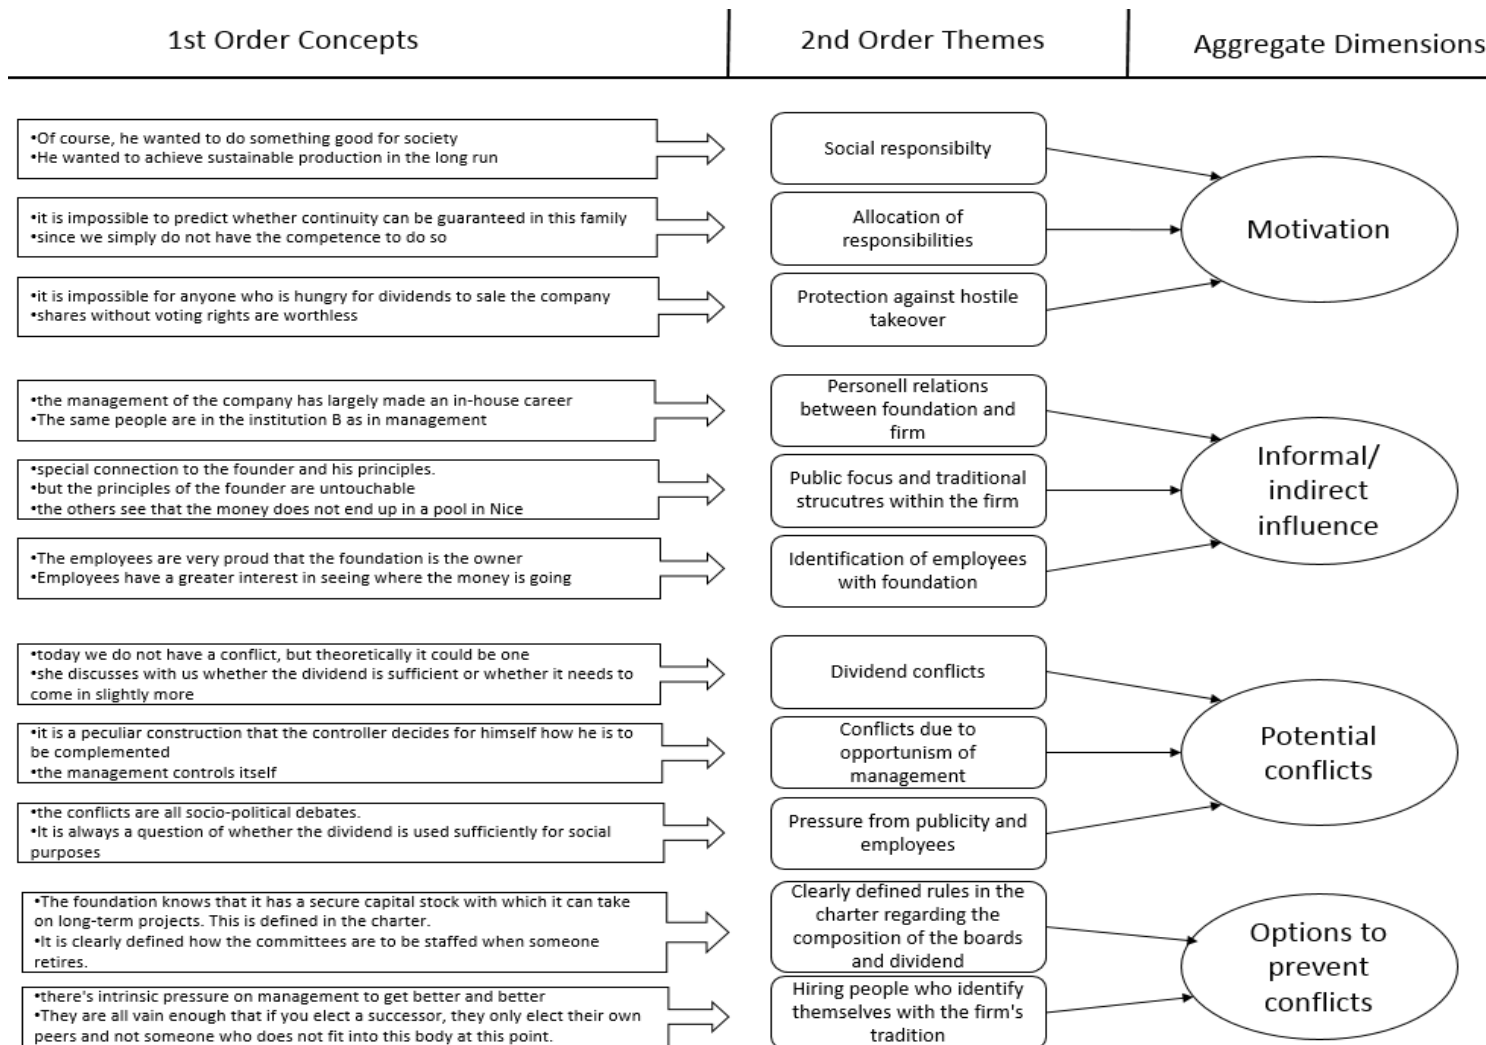 1st Order Concepts
2nd Order Themes
Aggregate Dimensions
•Of course, he wanted to do something good for society
•He wanted to achieve sustainable production in the long run
Social responsibilty
•it is impossible to predict whether continuity can be guaranteed in this family
•since we simply do not have the competence to do so
Allocation of
responsibilities
•it is impossible for anyone who is hungry for dividends to sale the company
•shares without voting rights are worthless
Protection against hostile
takeover
Motivation
•the management of the company has largely made an in-house career
•The same people are in the institution B as in management
Personell relations
between foundation and
firm
•special connection to the founder and his principles.
•but the principles of the founder are untouchable
•the others see that the money does not end up in a pool in Nice
Public focus and traditional
strucutres within the firm
•The employees are very proud that the foundation is the owner
•Employees have a greater interest in seeing where the money is going
Identification of employees
with foundation
Informal/
indirect
influence
•today we do not have a conflict, but theoretically it could be one
•she discusses with us whether the dividend is sufficient or whether it needs to
come in slightly more
Dividend conflicts
•it is a peculiar construction that the controller decides for himself how he is to
be complemented
•the management controls itself
Conflicts due to
opportunism of
management
•the conflicts are all socio-political debates.
•It is always a question of whether the dividend is used sufficiently for social
purposes
Pressure from publicity and
employees
Potential
conflicts
•The foundation knows that it has a secure capital stock with which it can take
on long-term projects. This is defined in the charter.
•It is clearly defined how the committees are to be staffed when someone
retires.
Clearly defined rules in the
charter regarding the
composition of the boards
and dividend
•there's intrinsic pressure on management to get better and better
•They are all vain enough that if you elect a successor, they only elect their own
peers and not someone who does not fit into this body at this point.
Hiring people who identify
themselves with the firm's
tradition
Options to
prevent
conflicts